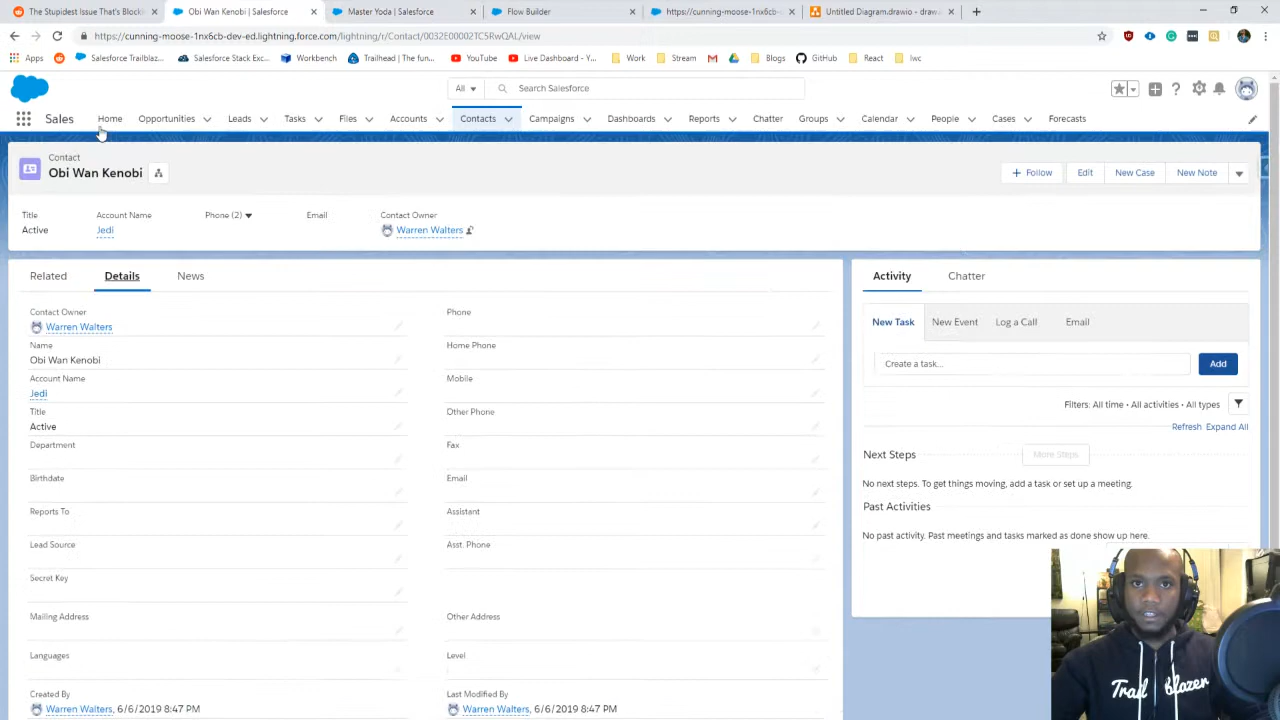 The Stupidest Issue That's Block
Obi Wan Kenobi | Salesforce
Master Yoda | Salesforce
Flow Builder
https://cunning-moose-1nx6cb-
Untitled Diagram.drawio - draw.
https://cunning-moose-1nx6cb-dev-ed.lightning.force.com/lightning/r/Contact/0032E00002TC5RwQAL/view
Apps
Salesforce Trailblaz...
Salesforce Stack Exc...
Workbench
Trailhead | The fun...
YouTube
Live Dashboard - Y...
Work
Stream
Blogs
GitHub
React
lwc
All
Search Salesforce
Sales
Home
Opportunities
Leads
Tasks
Files
Accounts
Contacts
Campaigns
Dashboards
Reports
Chatter
Groups
Calendar
People
Cases
Forecasts
Contact
Obi Wan Kenobi
+ Follow
Edit
New Case
New Note
Title
Account Name
Phone (2)
Email
Contact Owner
Active
Jedi
Warren Walters
Related
Details
News
Activity
Chatter
Contact Owner
Warren Walters
Phone
New Task
New Event
Log a Call
Email
Name
Obi Wan Kenobi
Home Phone
Create a task...
Add
Account Name
Jedi
Mobile
Filters: All time • All activities • All types
Title
Active
Other Phone
Refresh
Expand All
Department
Fax
Next Steps
More Steps
Birthdate
Email
No next steps. To get things moving, add a task or set up a meeting.
Reports To
Assistant
Past Activities
Lead Source
Asst. Phone
No past activity. Past meetings and tasks marked as done show up here.
Secret Key
Mailing Address
Other Address
Languages
Level
Created By
Warren Walters, 6/6/2019 8:47 PM
Last Modified By
Warren Walters, 6/6/2019 8:47 PM
Trail blazer